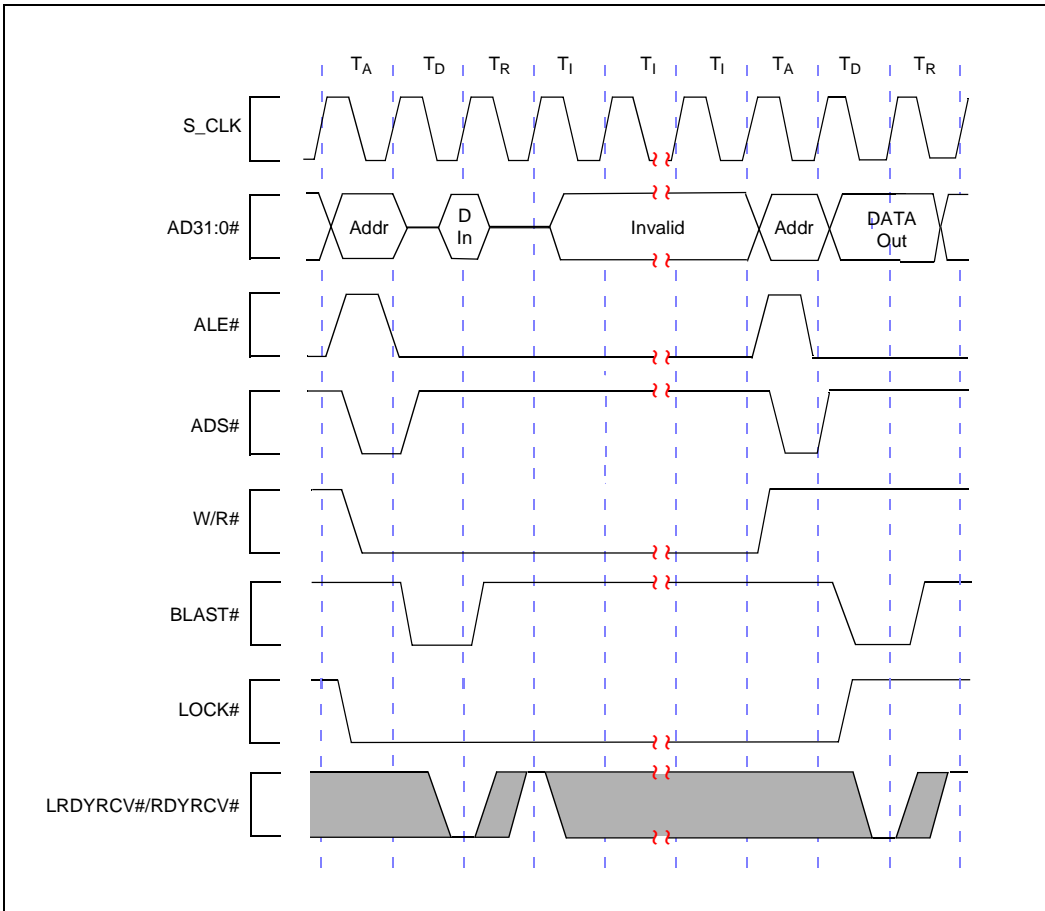 TA TD TR TI TI TI TA TD TR
S_CLK
AD31:0# Addr D In Invalid Addr DATA Out
ALE#
ADS#
W/R#
BLAST#
LOCK#
LRDYRCV#/RDYRCV#